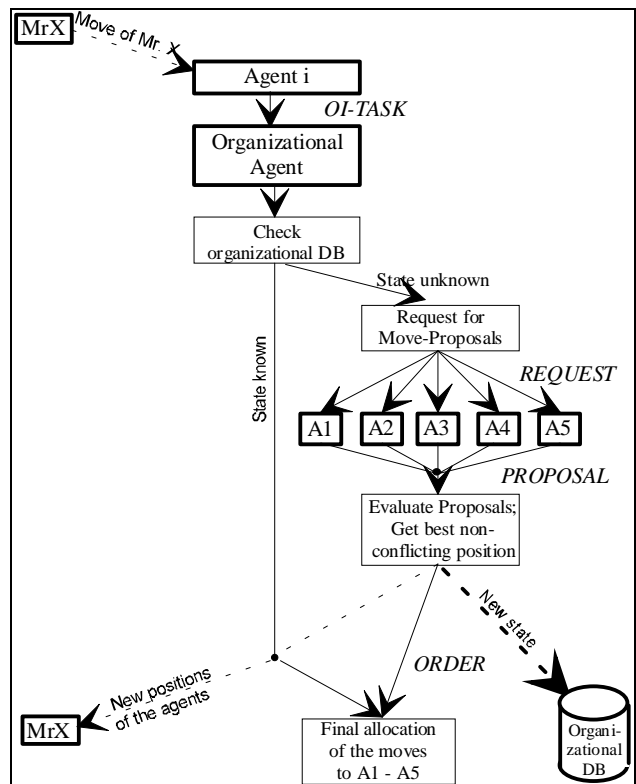 MrX
Move of Mr. X
Agent i
OI-TASK
Organizational
Agent
Check
organizational DB
State unknown
Request for
Move-Proposals
State known
REQUEST
A1
A2
A3
A4
A5
PROPOSAL
Evaluate Proposals;
Get best non-
conflicting position
New state
ORDER
New positions
of the agents
MrX
Final allocation
of the moves
to A1 - A5
Organi-
zational
DB